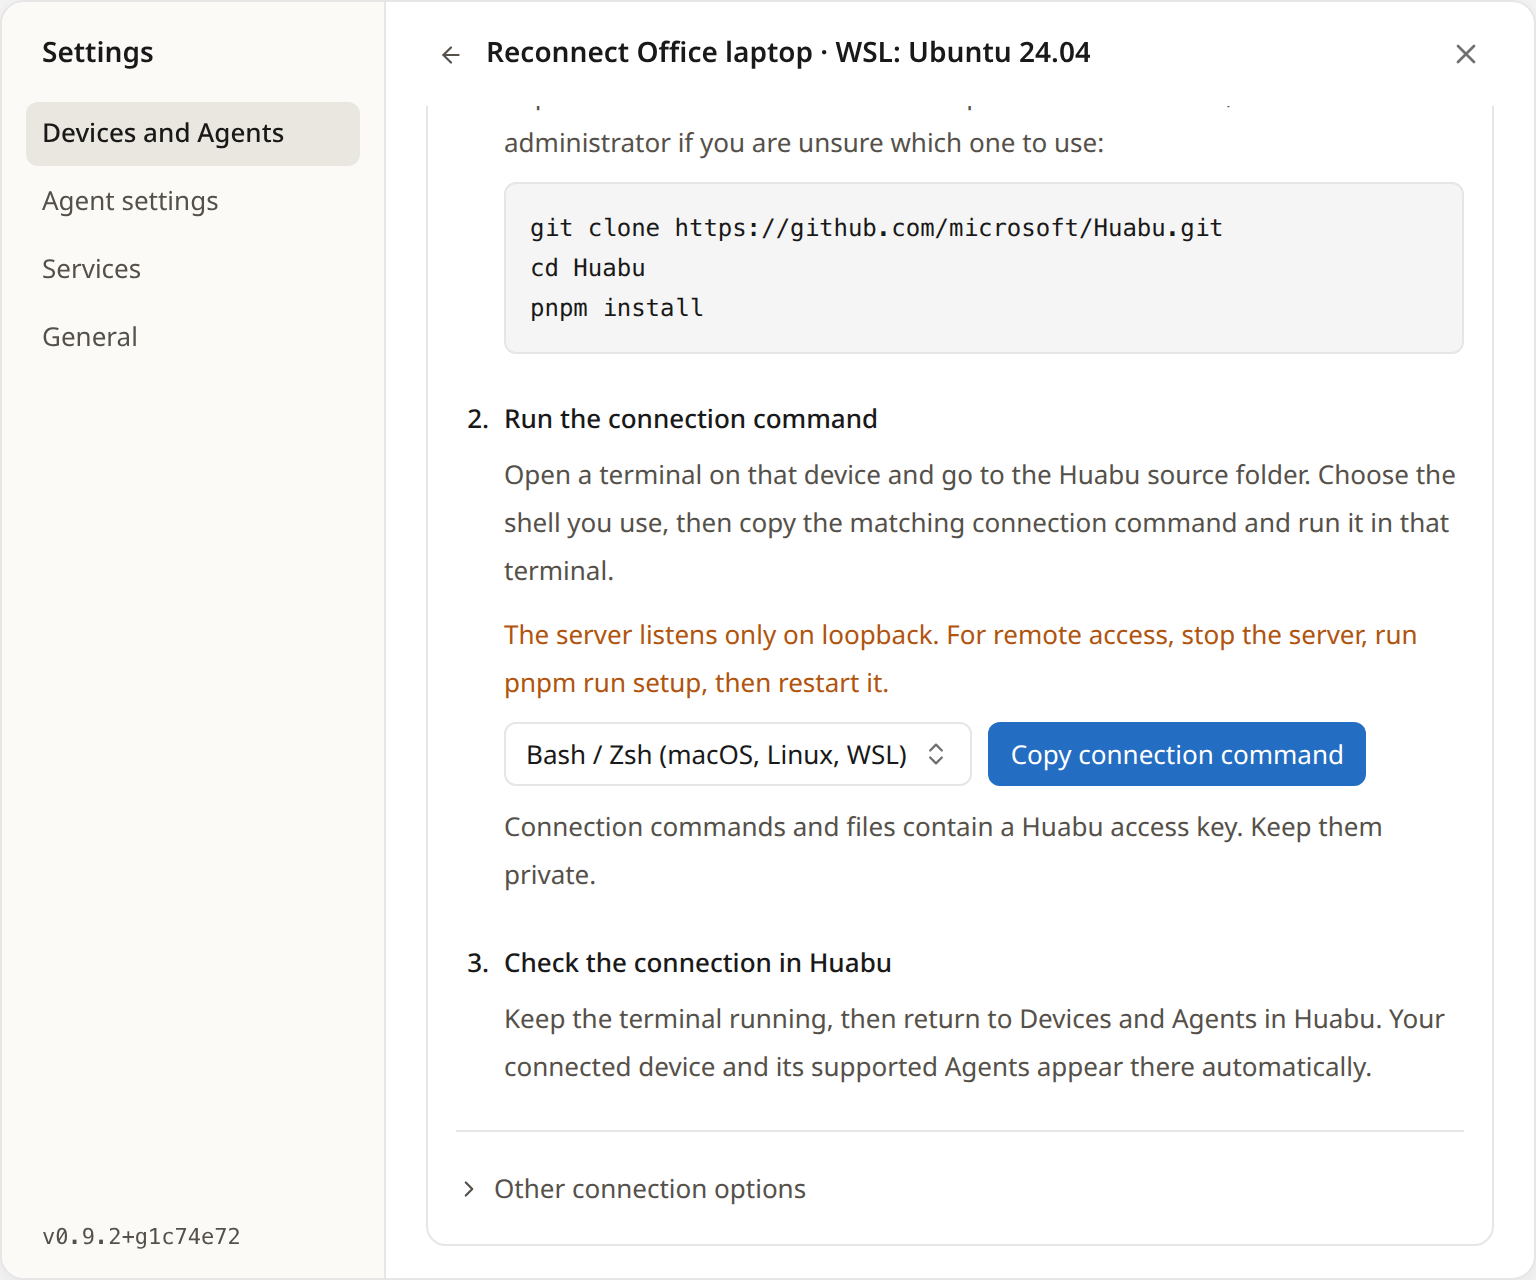 Settings
Devices and Agents
Agent settings
Services
General
v0.9.2+g1c74e72
Reconnect Office laptop · WSL: Ubuntu 24.04
administrator if you are unsure which one to use:
git clone https://github.com/microsoft/Huabu.git
cd Huabu
pnpm install
2. Run the connection command
Open a terminal on that device and go to the Huabu source folder. Choose the
shell you use, then copy the matching connection command and run it in that
terminal.
The server listens only on loopback. For remote access, stop the server, run
pnpm run setup, then restart it.
Bash / Zsh (macOS, Linux, WSL)
Copy connection command
Connection commands and files contain a Huabu access key. Keep them
private.
3. Check the connection in Huabu
Keep the terminal running, then return to Devices and Agents in Huabu. Your
connected device and its supported Agents appear there automatically.
Other connection options